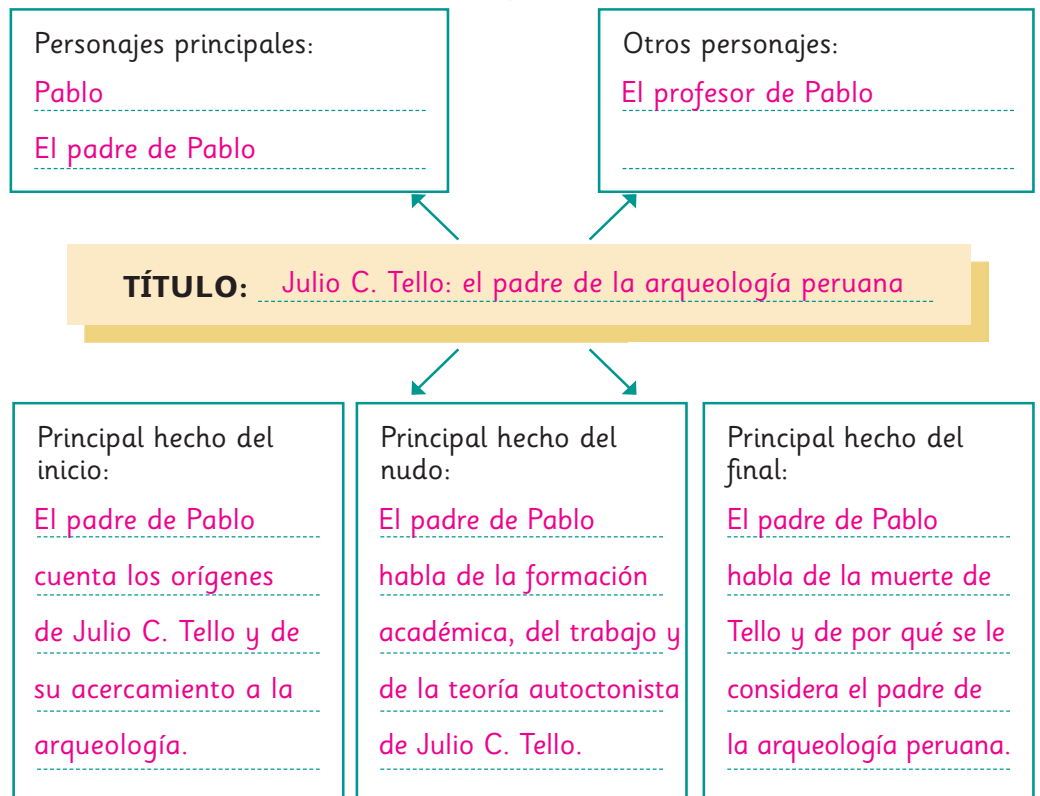 Personajes principales:
Pablo
El padre de Pablo
Otros personajes:
El profesor de Pablo
TÍTULO: Julio C. Tello: el padre de la arqueología peruana
Principal hecho del
inicio:
El padre de Pablo
cuenta los orígenes
de Julio C. Tello y de
su acercamiento a la
arqueología.
Principal hecho del
nudo:
El padre de Pablo
habla de la formación
académica, del trabajo y
de la teoría autoctonista
de Julio C. Tello.
Principal hecho del
final:
El padre de Pablo
habla de la muerte de
Tello y de por qué se le
considera el padre de
la arqueología peruana.